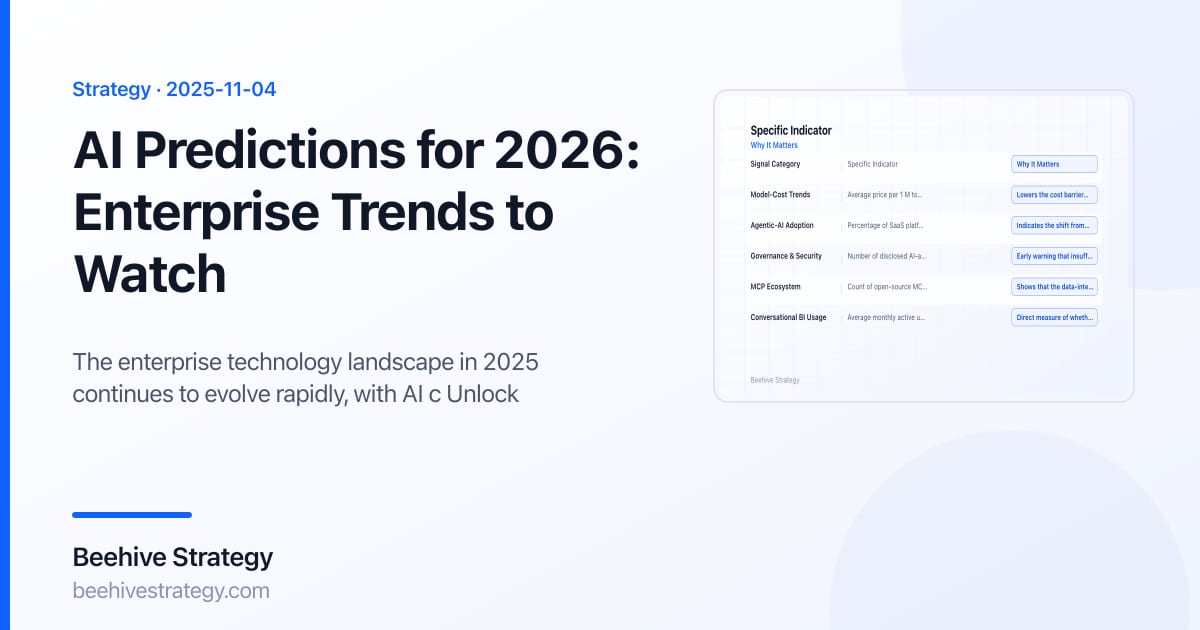 Strategy · 2025-11-04
AI Predictions for 2026:
Enterprise Trends to
Watch
The enterprise technology landscape in 2025
continues to evolve rapidly, with AI c Unlock
Beehive Strategy
beehivestrategy.com
Specific Indicator
Why It Matters
Signal Category Specific Indicator Why It Matters
Model-Cost Trends Average price per 1 M to... Lowers the cost barrier...
Agentic-AI Adoption Percentage of SaaS platf... Indicates the shift from...
Governance & Security Number of disclosed AI-a... Early warning that insuff...
MCP Ecosystem Count of open-source MC... Shows that the data-inte...
Conversational BI Usage Average monthly active u... Direct measure of wheth...
Beehive Strategy